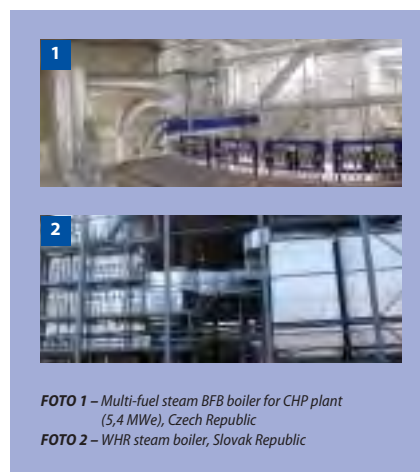 1
2
FOTO 1 – Multi-fuel steam BFB boiler for CHP plant
(5,4 MWe), Czech Republic
FOTO 2 – WHR steam boiler, Slovak Republic